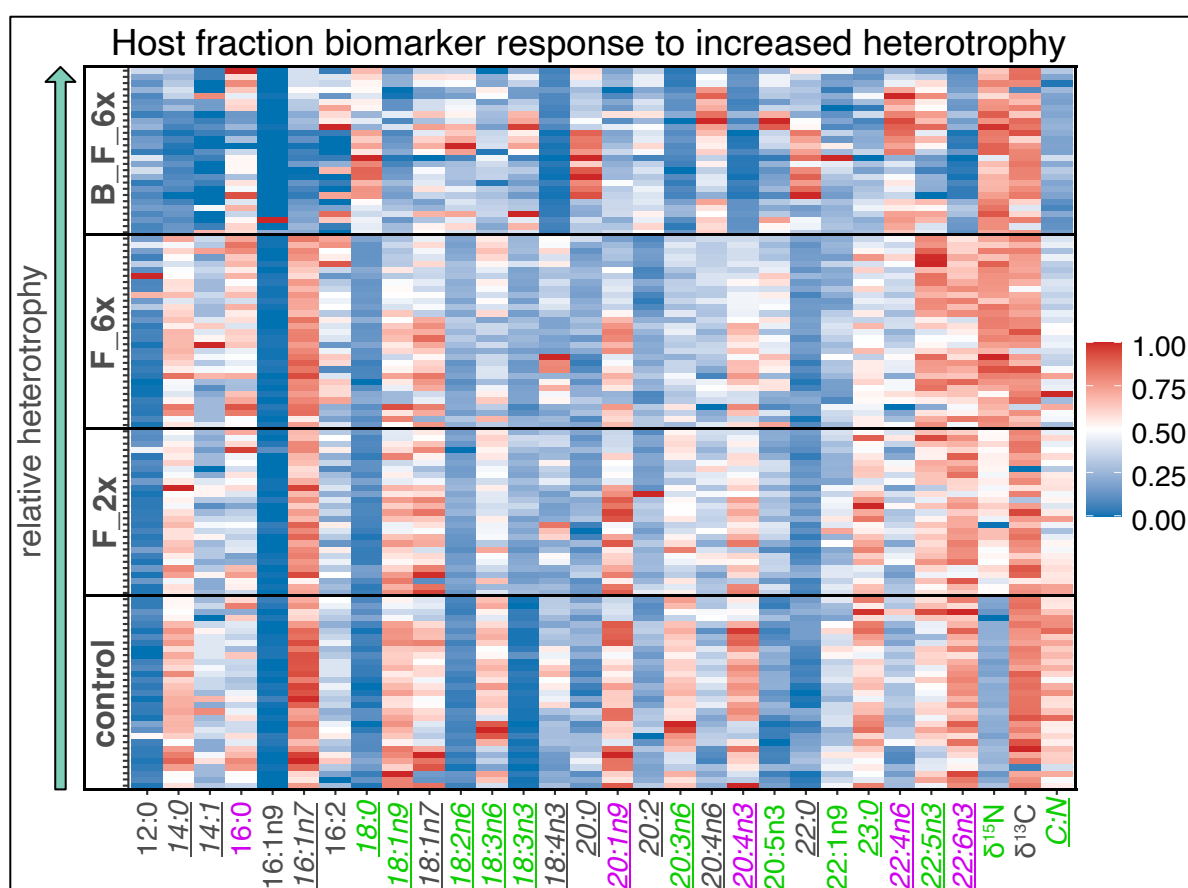 Host fraction biomarker response to increased heterotrophy
relative heterotrophy
B_F_6x
F_6x
F_2x
control
1.00
0.75
0.50
0.25
0.00
12:0
14:0
14:1
16:0
16:1n9
16:1n7
16:2
18:0
18:1n9
18:1n7
18:2n6
18:3n6
18:3n3
18:4n3
20:0
20:1n9
20:2
20:3n6
20:4n6
20:4n3
20:5n3
22:0
22:1n9
23:0
22:4n6
22:5n3
22:6n3
δ¹⁵N
δ¹³C
C:N